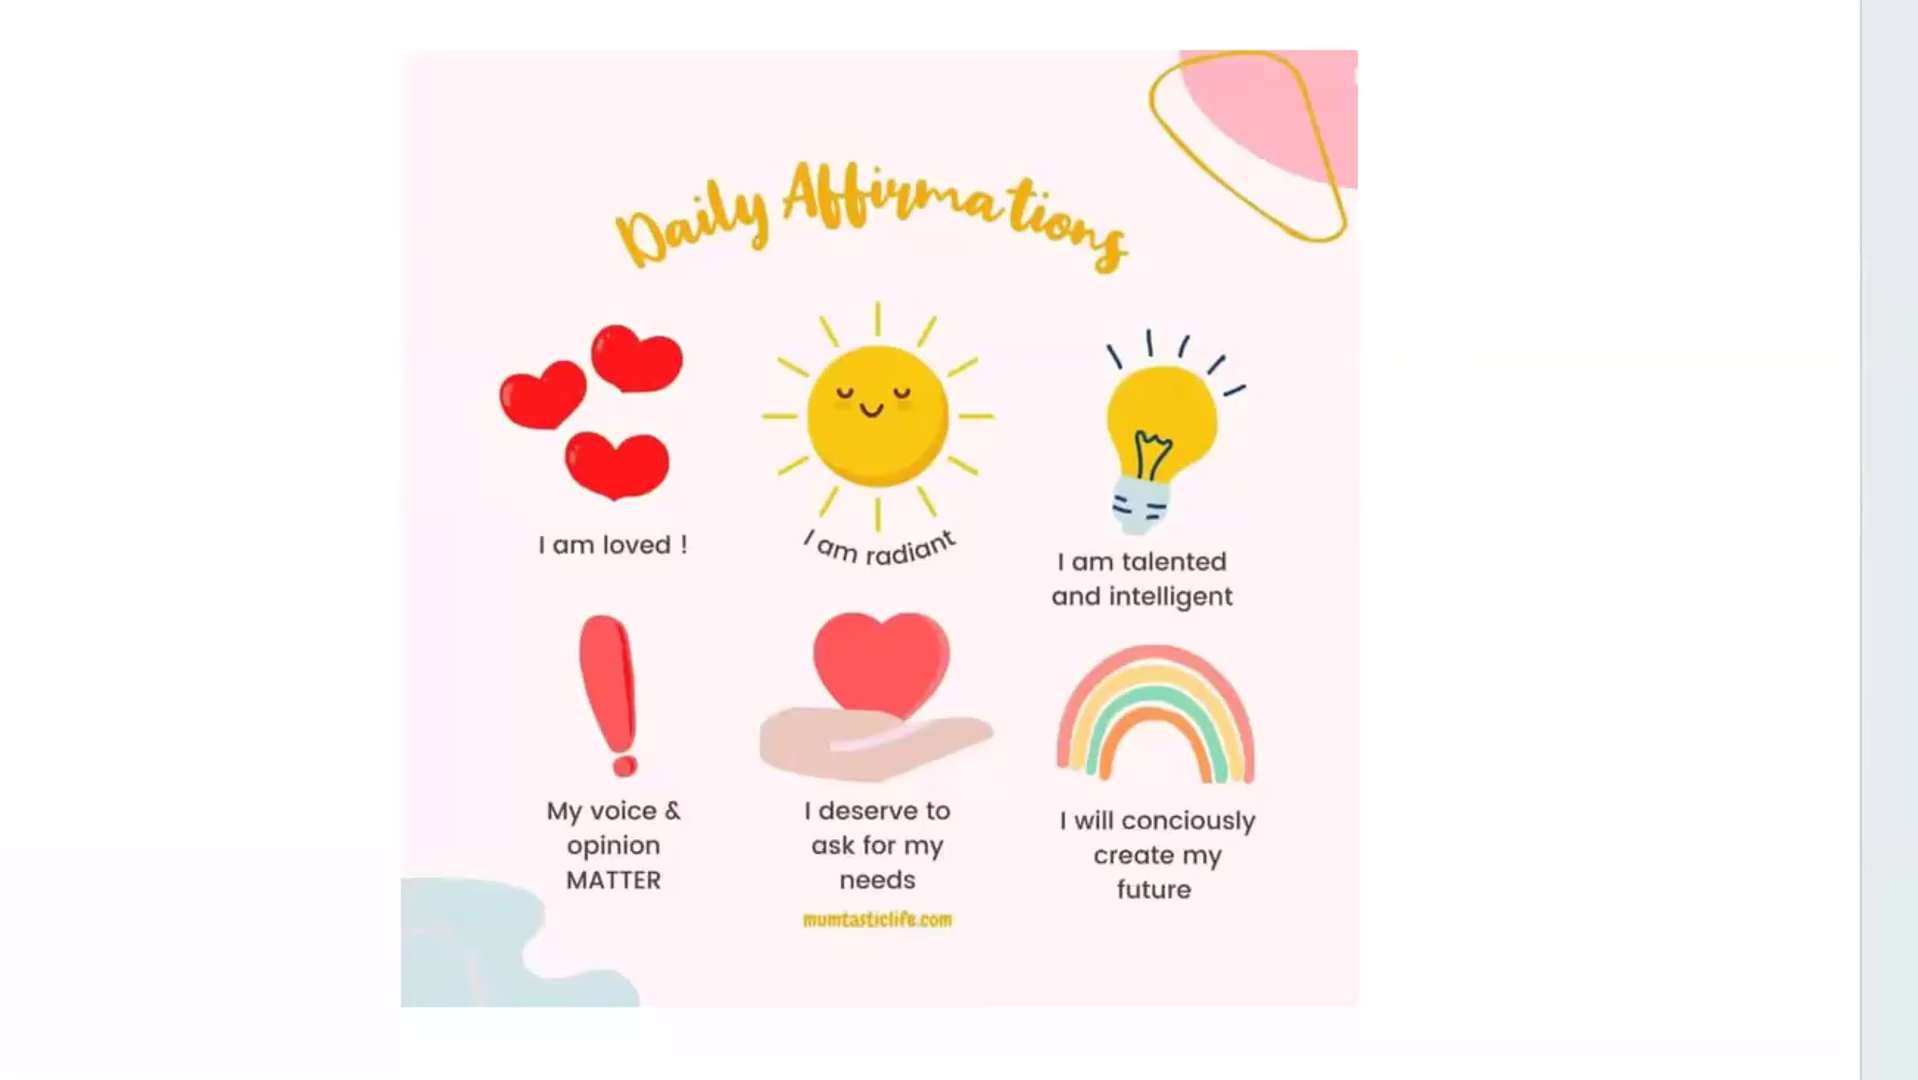 Daily Affirmations
I am loved !
I am radiant
I am talented
and intelligent
My voice &
opinion
MATTER
I deserve to
ask for my
needs
I will conciously
create my
future
mumtasticlife.com